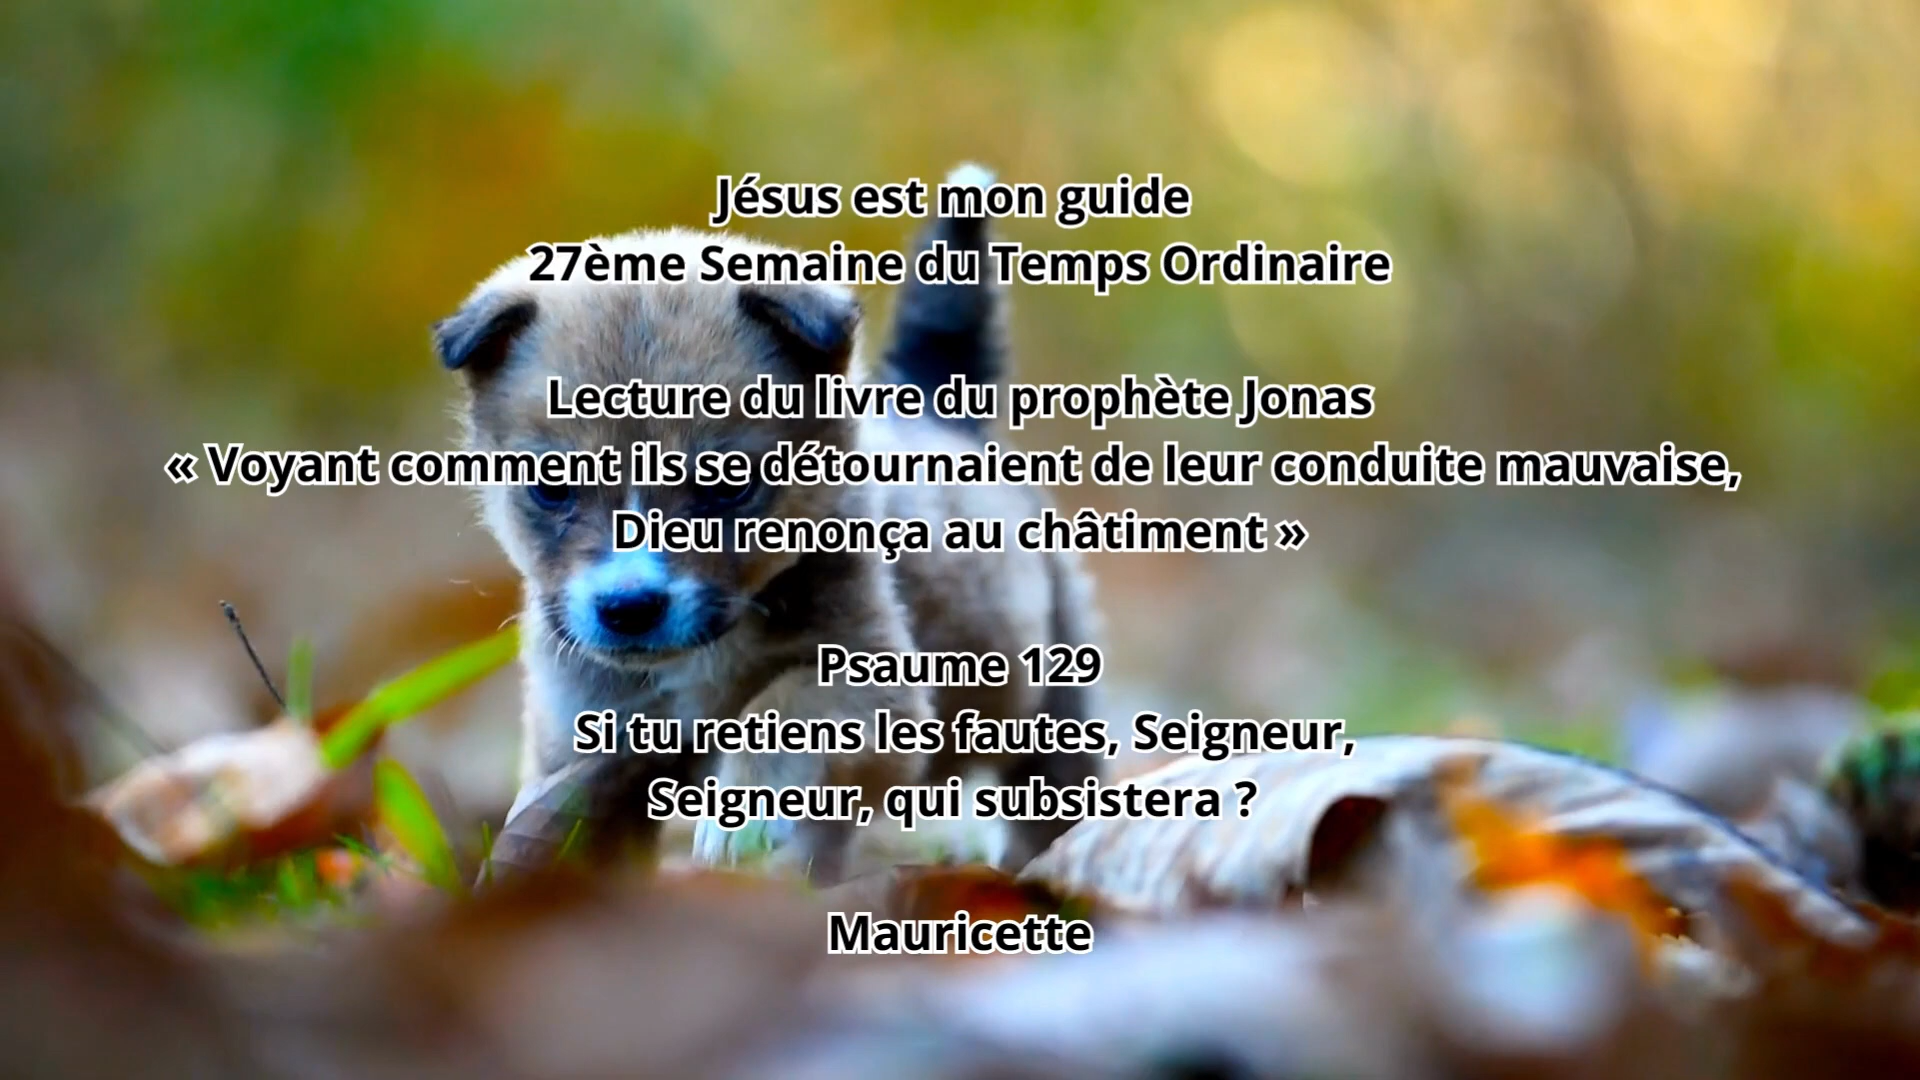 Jésus est mon guide
27ème Semaine du Temps Ordinaire
Lecture du livre du prophète Jonas
« Voyant comment ils se détournaient de leur conduite mauvaise,
Dieu renonça au châtiment »
Psaume 129
Si tu retiens les fautes, Seigneur,
Seigneur, qui subsistera ?
Mauricette